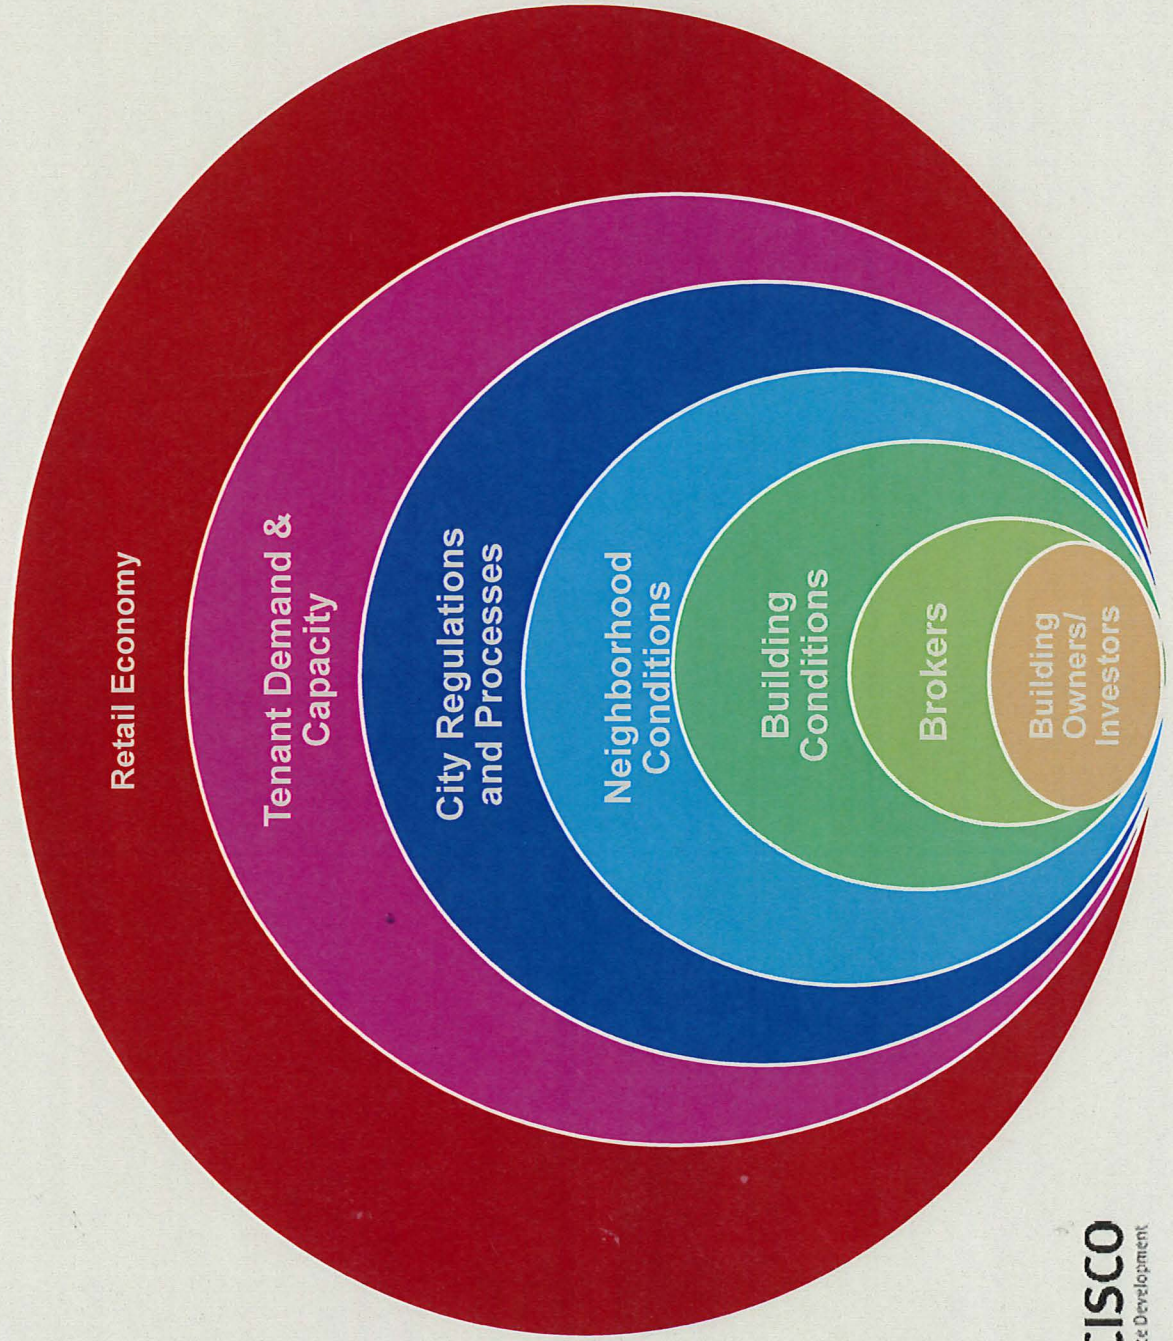 Retail Economy
Tenant Demand &
Capacity
City Regulations
and Processes
Neighborhood
Conditions
Building
Conditions
Brokers
Building
Owners/
Investors
CISCO
Development